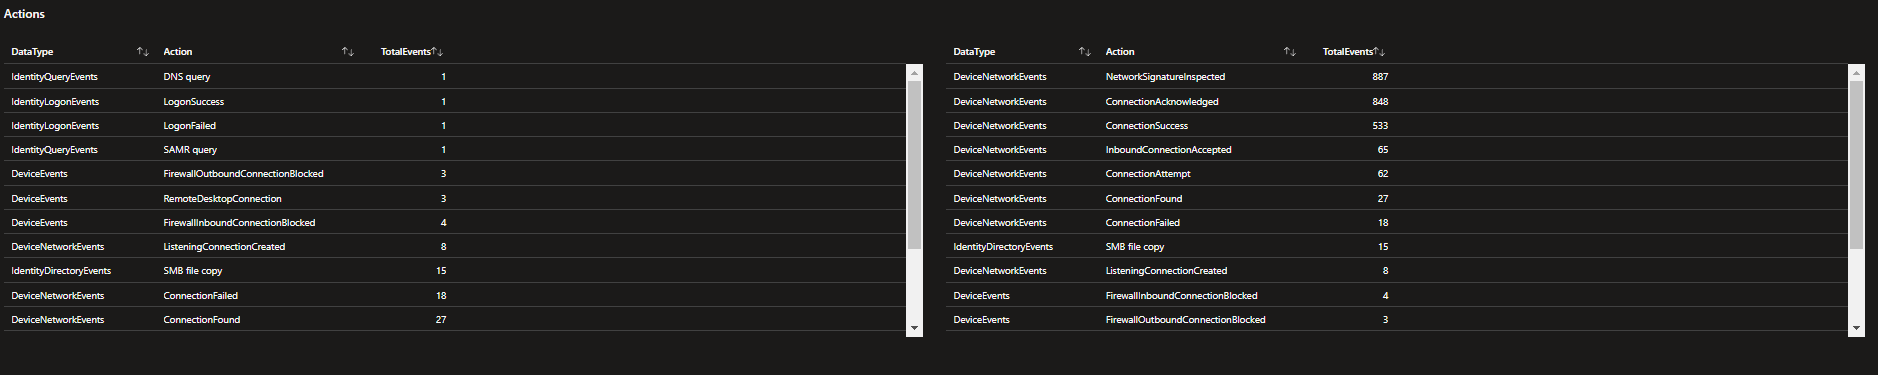 Actions
DataType Action TotalEvents
IdentityQueryEvents DNS query 1
IdentityLogonEvents LogonSuccess 1
IdentityLogonEvents LogonFailed 1
IdentityQueryEvents SAMR query 1
DeviceEvents FirewallOutboundConnectionBlocked 3
DeviceEvents RemoteDesktopConnection 3
DeviceEvents FirewallInboundConnectionBlocked 4
DeviceNetworkEvents ListeningConnectionCreated 8
IdentityDirectoryEvents SMB file copy 15
DeviceNetworkEvents ConnectionFailed 18
DeviceNetworkEvents ConnectionFound 27
DataType Action TotalEvents
DeviceNetworkEvents NetworkSignatureInspected 887
DeviceNetworkEvents ConnectionAcknowledged 848
DeviceNetworkEvents ConnectionSuccess 533
DeviceNetworkEvents InboundConnectionAccepted 65
DeviceNetworkEvents ConnectionAttempt 62
DeviceNetworkEvents ConnectionFound 27
DeviceNetworkEvents ConnectionFailed 18
IdentityDirectoryEvents SMB file copy 15
DeviceNetworkEvents ListeningConnectionCreated 8
DeviceEvents FirewallInboundConnectionBlocked 4
DeviceEvents FirewallOutboundConnectionBlocked 3